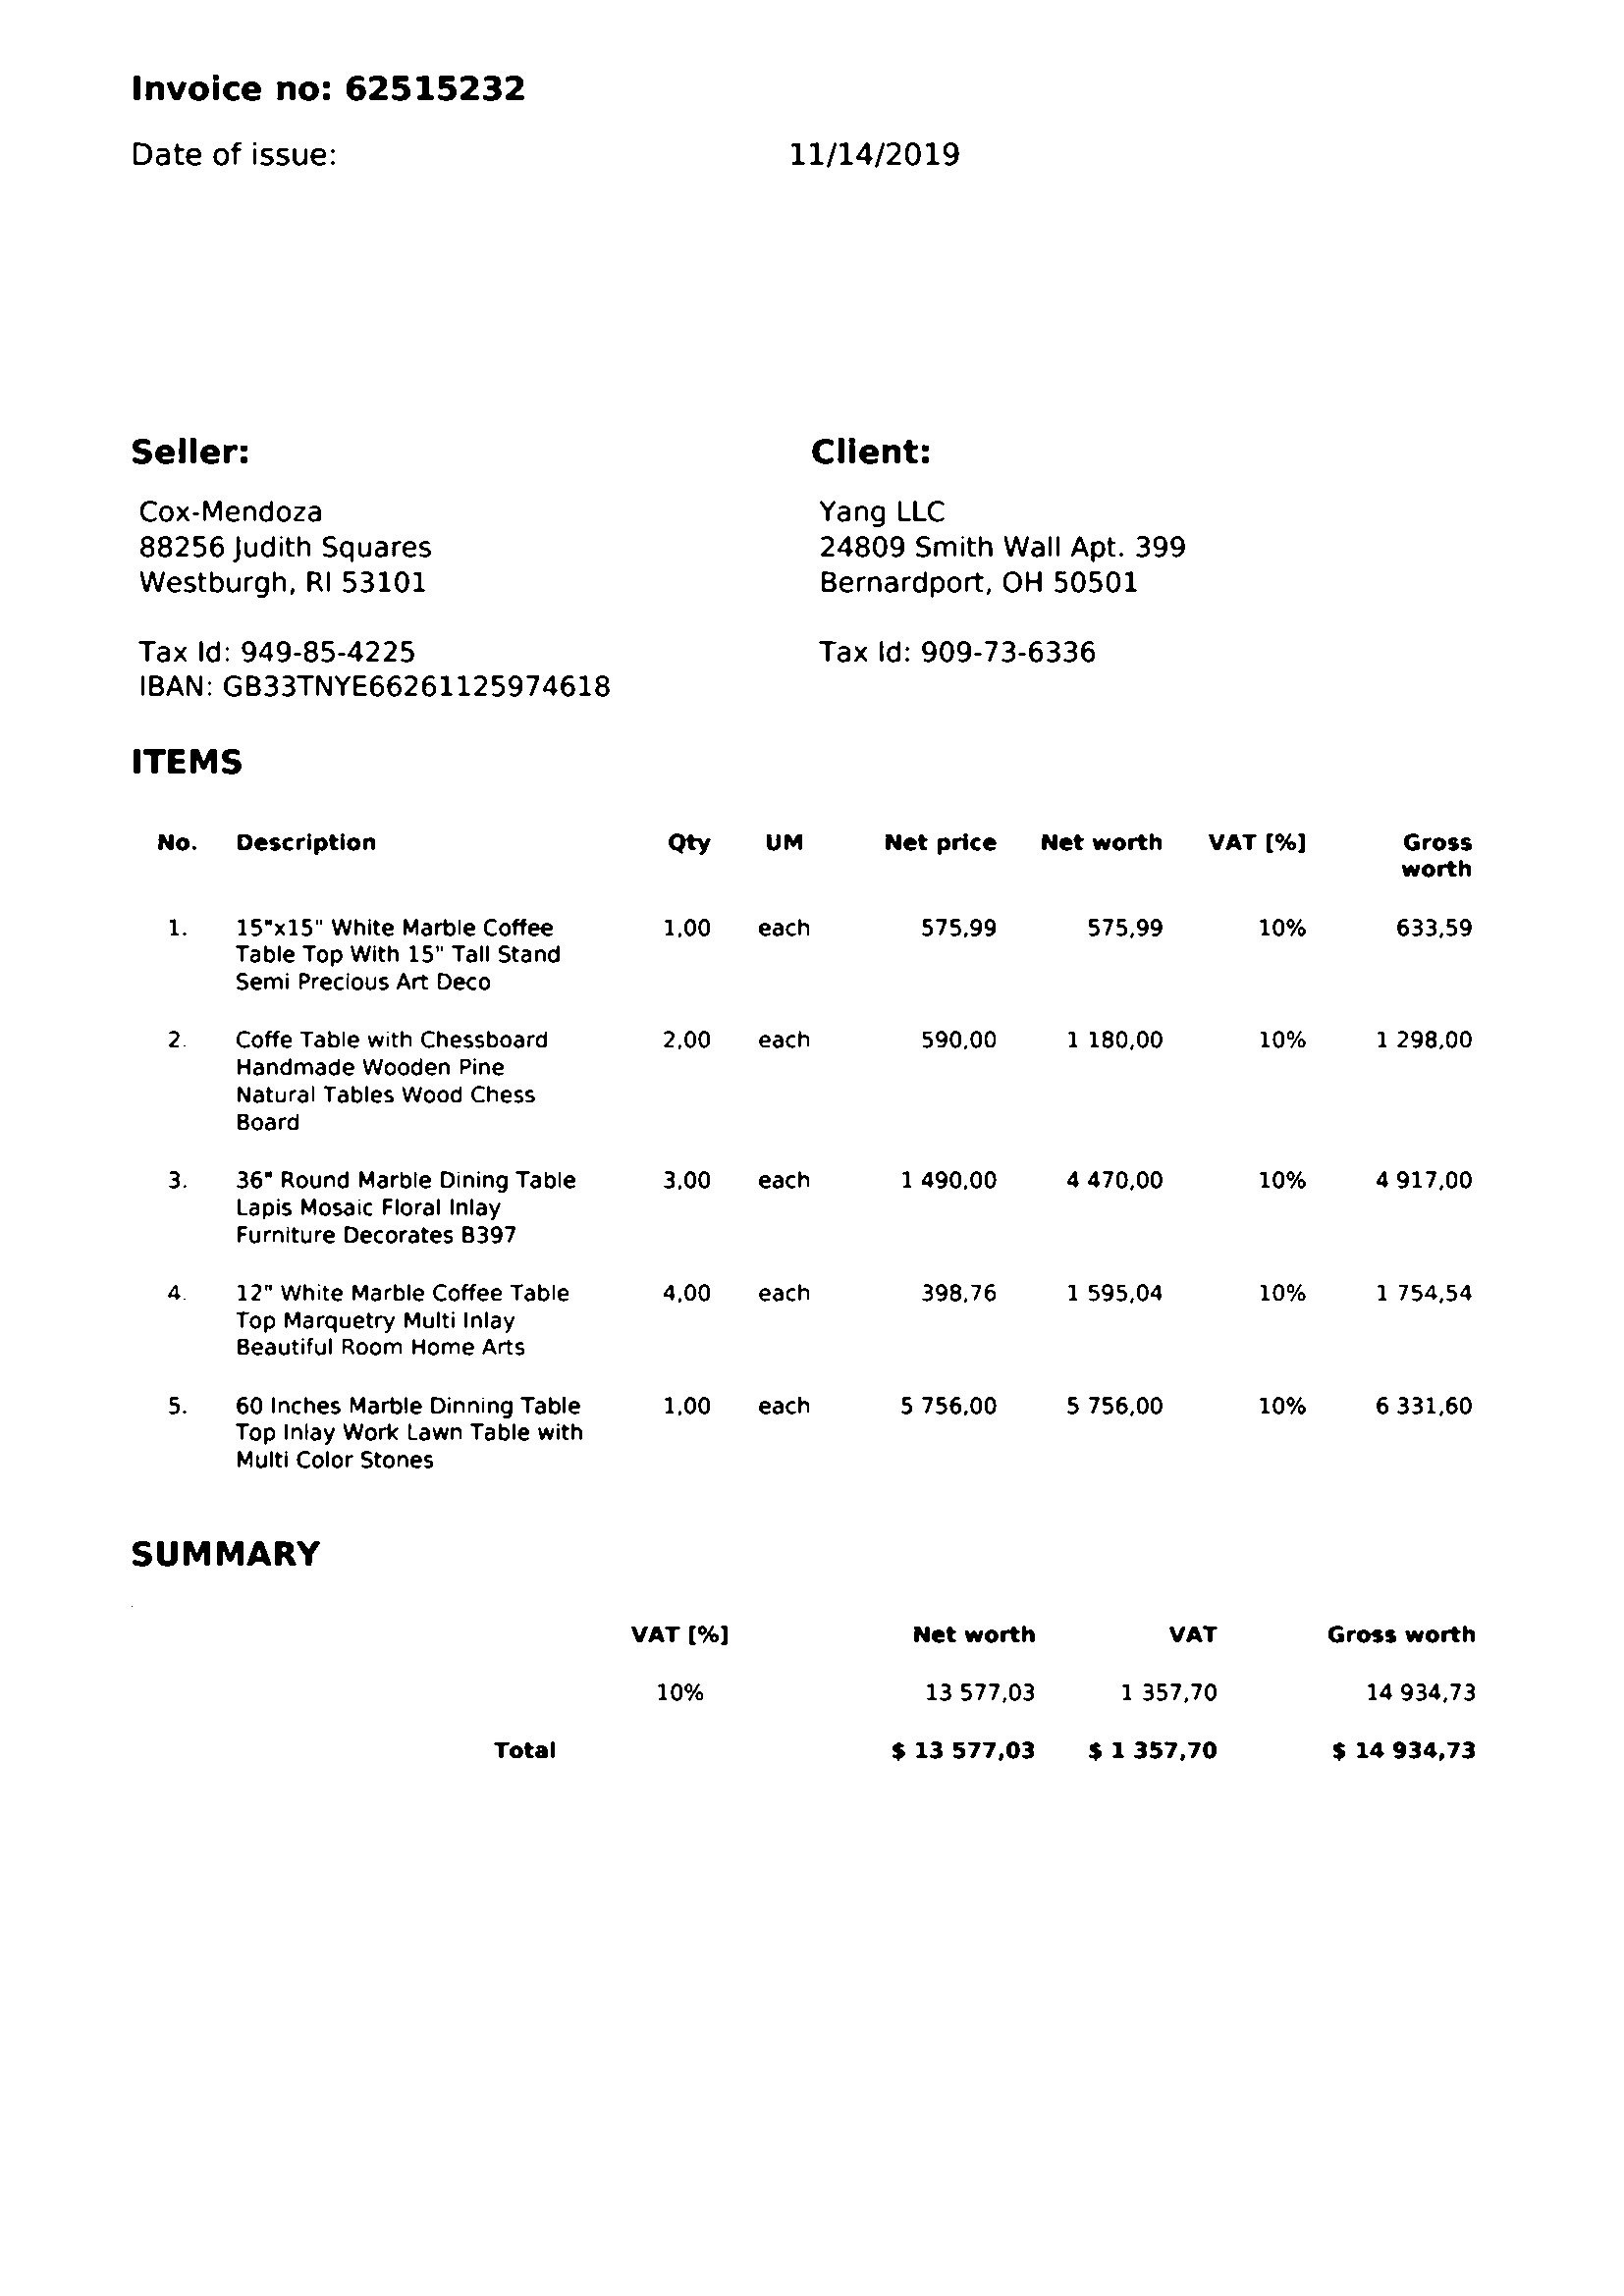 Invoice no: 62515232
Date of issue: 11/14/2019
Seller:
Cox-Mendoza
88256 Judith Squares
Westburgh, RI 53101
Tax Id: 949-85-4225
IBAN: GB33TNYE66261125974618
Client:
Yang LLC
24809 Smith Wall Apt. 399
Bernardport, OH 50501
Tax Id: 909-73-6336
ITEMS
No. Description Qty UM Net price Net worth VAT [%] Gross
worth
1. 15"x15" White Marble Coffee 1,00 each 575,99 575,99 10% 633,59
Table Top With 15" Tall Stand
Semi Precious Art Deco
2. Coffe Table with Chessboard 2,00 each 590,00 1 180,00 10% 1 298,00
Handmade Wooden Pine
Natural Tables Wood Chess
Board
3. 36" Round Marble Dining Table 3,00 each 1 490,00 4 470,00 10% 4 917,00
Lapis Mosaic Floral Inlay
Furniture Decorates B397
4. 12" White Marble Coffee Table 4,00 each 398,76 1 595,04 10% 1 754,54
Top Marquetry Multi Inlay
Beautiful Room Home Arts
5. 60 Inches Marble Dinning Table 1,00 each 5 756,00 5 756,00 10% 6 331,60
Top Inlay Work Lawn Table with
Multi Color Stones
SUMMARY
VAT [%] Net worth VAT Gross worth
10% 13 577,03 1 357,70 14 934,73
Total $ 13 577,03 $ 1 357,70 $ 14 934,73